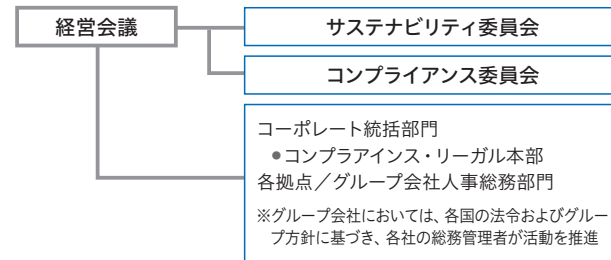 経営会議
サステナビリティ委員会
コンプライアンス委員会
コーポレート統括部門
●コンプラアインス・リーガル本部
各拠点／グループ会社人事総務部門
※グループ会社においては、各国の法令およびグルー
プ方針に基づき、各社の総務管理者が活動を推進